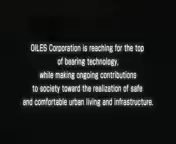 OILES Corporation is reaching for the top
of bearing technology,
while making ongoing contributions
to society toward the realization of safe
and comfortable urban living and infrastructure.